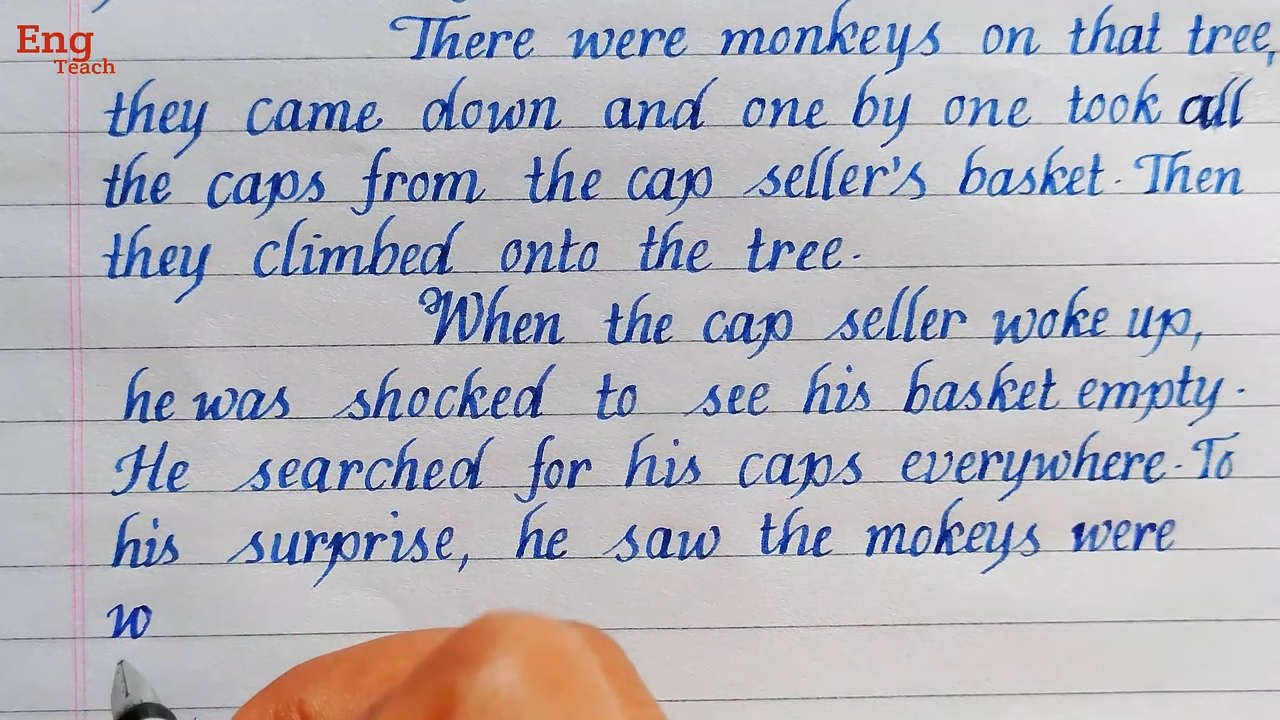 Eng
Teach
There were monkeys on that tree,
they came down and one by one took all
the caps from the cap seller's basket. Then
they climbed onto the tree.
When the cap seller woke up,
he was shocked to see his basket empty.
He searched for his caps everywhere. To
his surprise, he saw the mokeys were
w